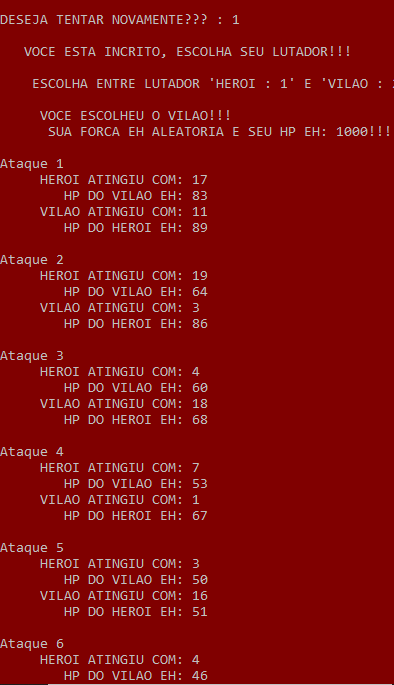 DESEJA TENTAR NOVAMENTE??? : 1
VOCE ESTA INCRITO, ESCOLHA SEU LUTADOR!!!
ESCOLHA ENTRE LUTADOR 'HEROI : 1' E 'VILAO :
VOCE ESCOLHEU O VILAO!!!
SUA FORCA EH ALEATORIA E SEU HP EH: 1000!!!
Ataque 1
HEROI ATINGIU COM: 17
HP DO VILAO EH: 83
VILAO ATINGIU COM: 11
HP DO HEROI EH: 89
Ataque 2
HEROI ATINGIU COM: 19
HP DO VILAO EH: 64
VILAO ATINGIU COM: 3
HP DO HEROI EH: 86
Ataque 3
HEROI ATINGIU COM: 4
HP DO VILAO EH: 60
VILAO ATINGIU COM: 18
HP DO HEROI EH: 68
Ataque 4
HEROI ATINGIU COM: 7
HP DO VILAO EH: 53
VILAO ATINGIU COM: 1
HP DO HEROI EH: 67
Ataque 5
HEROI ATINGIU COM: 3
HP DO VILAO EH: 50
VILAO ATINGIU COM: 16
HP DO HEROI EH: 51
Ataque 6
HEROI ATINGIU COM: 4
HP DO VILAO EH: 46